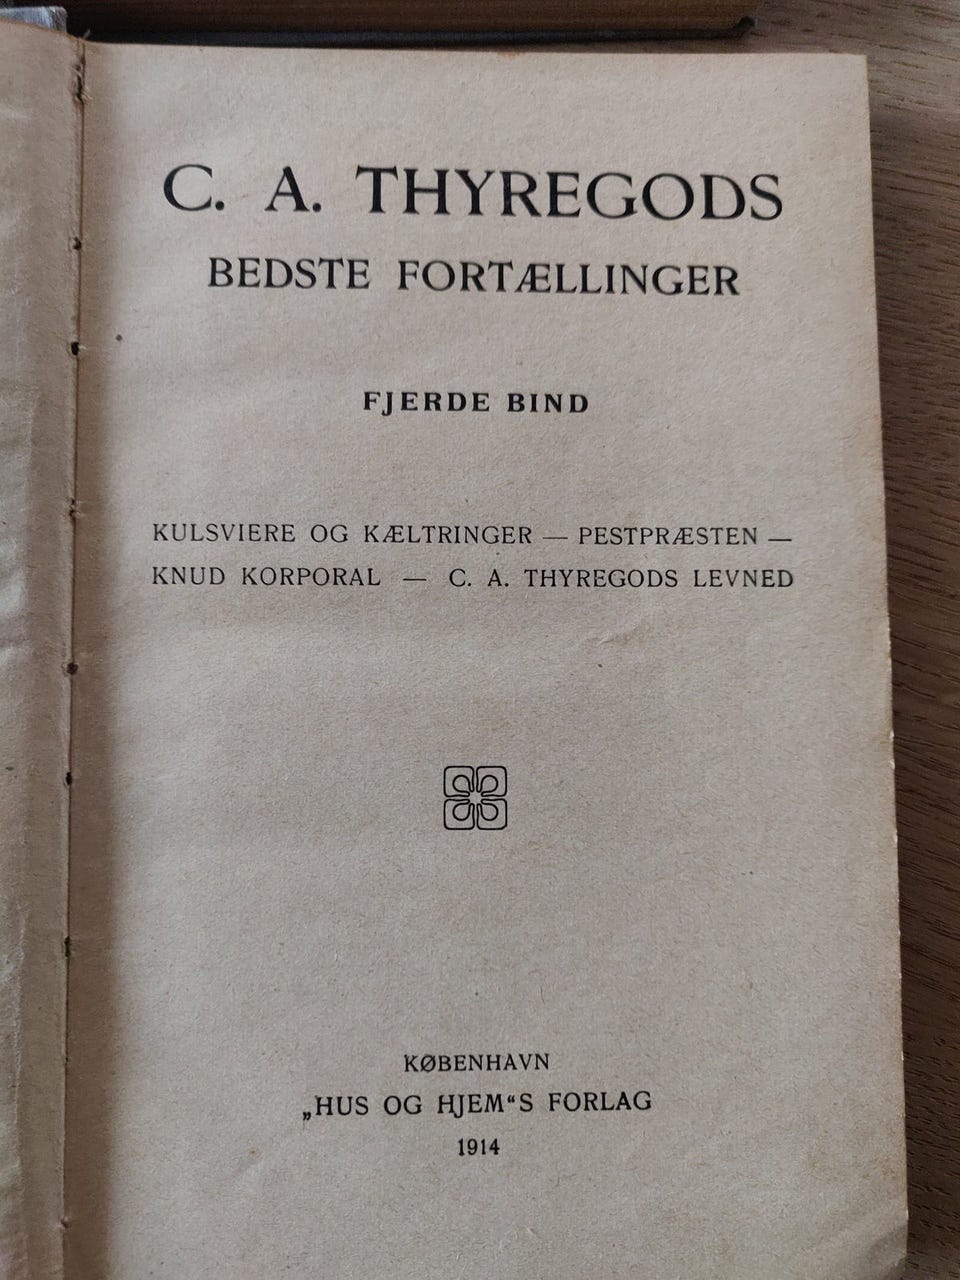 C. A. THYREGODS
BEDSTE FORTÆLLINGER
FJERDE BIND
KULSVIERE OG KÆLTRINGER — PESTPRÆSTEN —
KNUD KORPORAL — C. A. THYREGODS LEVNED
KØBENHAVN
„HUS OG HJEM“S FORLAG
1914